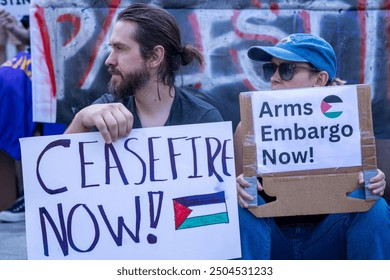 CEASEFIRE
NOW!
Arms
Embargo
Now!
shutterstock.com · 2504531233